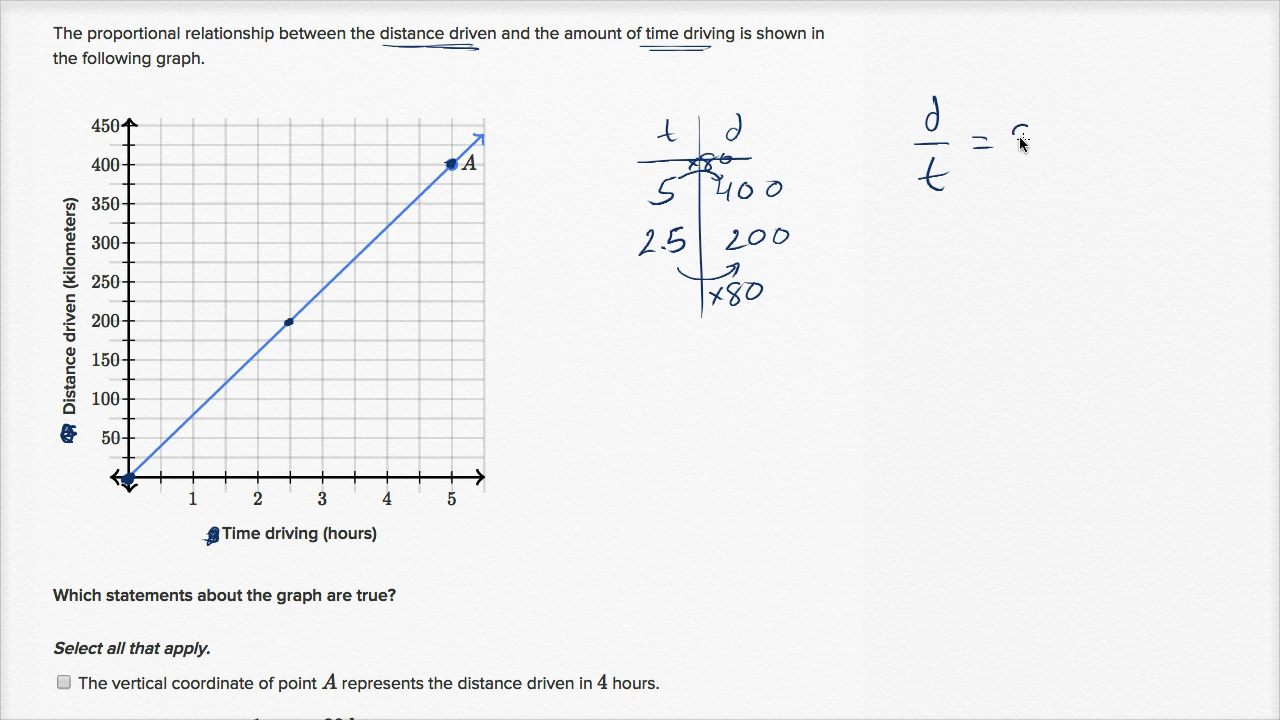 The proportional relationship between the distance driven and the amount of time driving is shown in
the following graph.
450
400
350
300
250
200
150
100
50
Distance driven (kilometers)
A
1 2 3 4 5
Time driving (hours)
t d
×80
5 400
2.5 200
×80
d
t
=
Which statements about the graph are true?
Select all that apply.
The vertical coordinate of point A represents the distance driven in 4 hours.